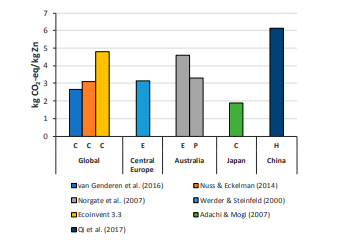 7
6
5
4
3
2
1
0
kg CO2-eq/kg Zn
C C C E E P C H
Global Central Europe Australia Japan China
van Genderen et al. (2016) Nuss & Eckelman (2014)
Norgate et al. (2007) Werder & Steinfeld (2000)
Ecoinvent 3.3 Adachi & Mogi (2007)
Qi et al. (2017)